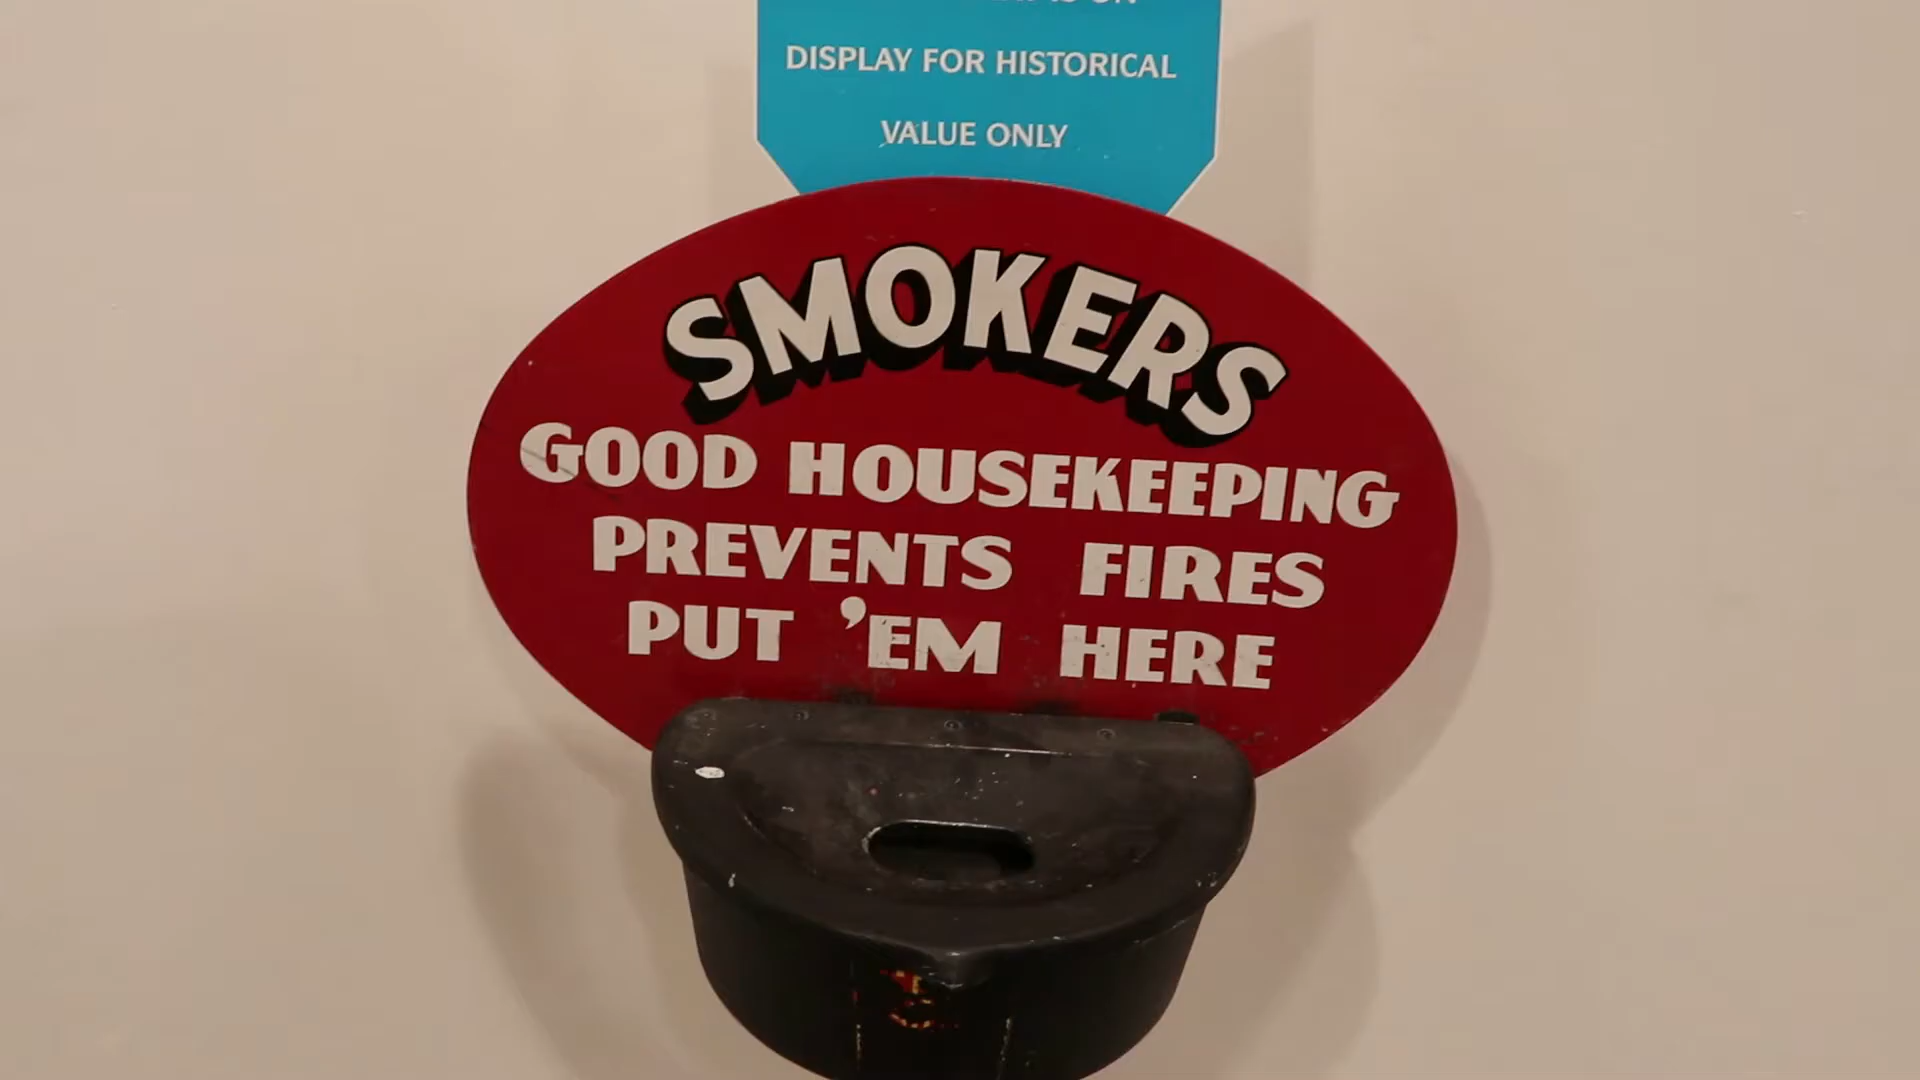 DISPLAY FOR HISTORICAL
VALUE ONLY
SMOKERS
GOOD HOUSEKEEPING
PREVENTS FIRES
PUT 'EM HERE